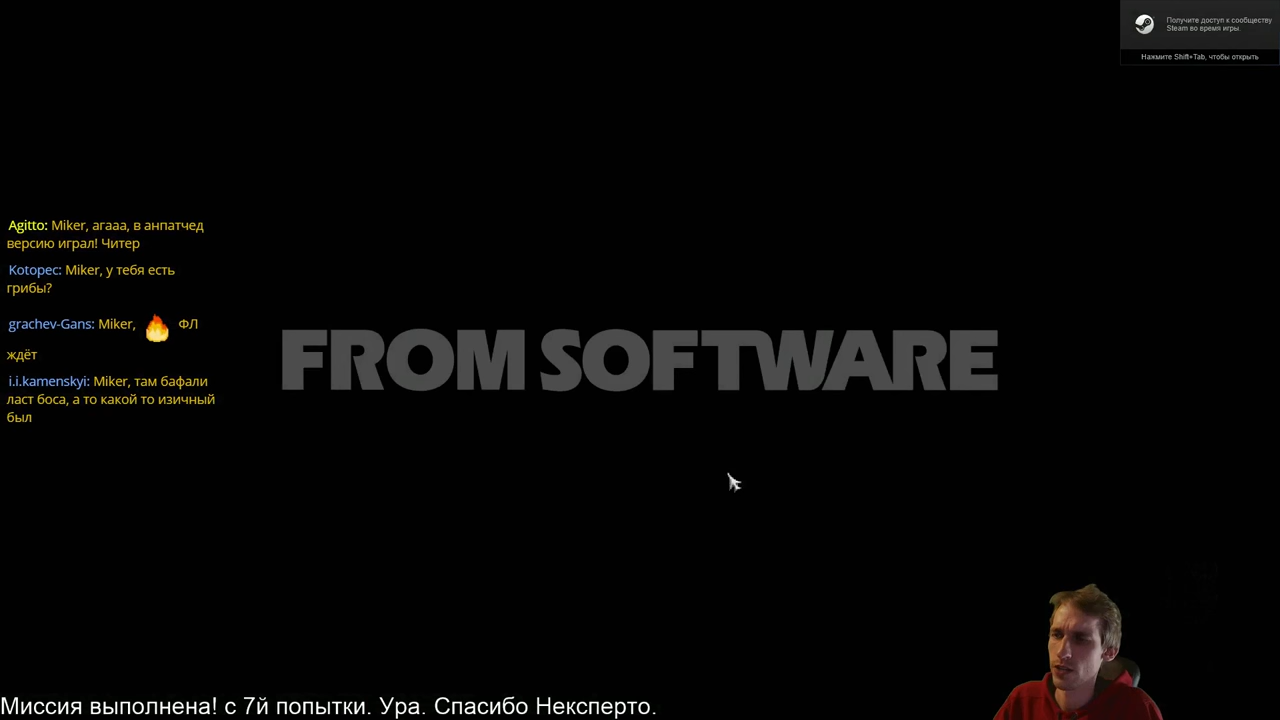 Получите доступ к сообществу
Steam во время игры.
Нажмите Shift+Tab, чтобы открыть
Agitto: Miker, агааа, в анпатчед
версию играл! Читер
Kotopec: Miker, у тебя есть
грибы?
grachev-Gans: Miker, ФЛ
ждёт
i.i.kamenskyi: Miker, там бафали
ласт боса, а то какой то изичный
был
FROM SOFTWARE
Миссия выполнена! с 7й попытки. Ура. Спасибо Нексперто.